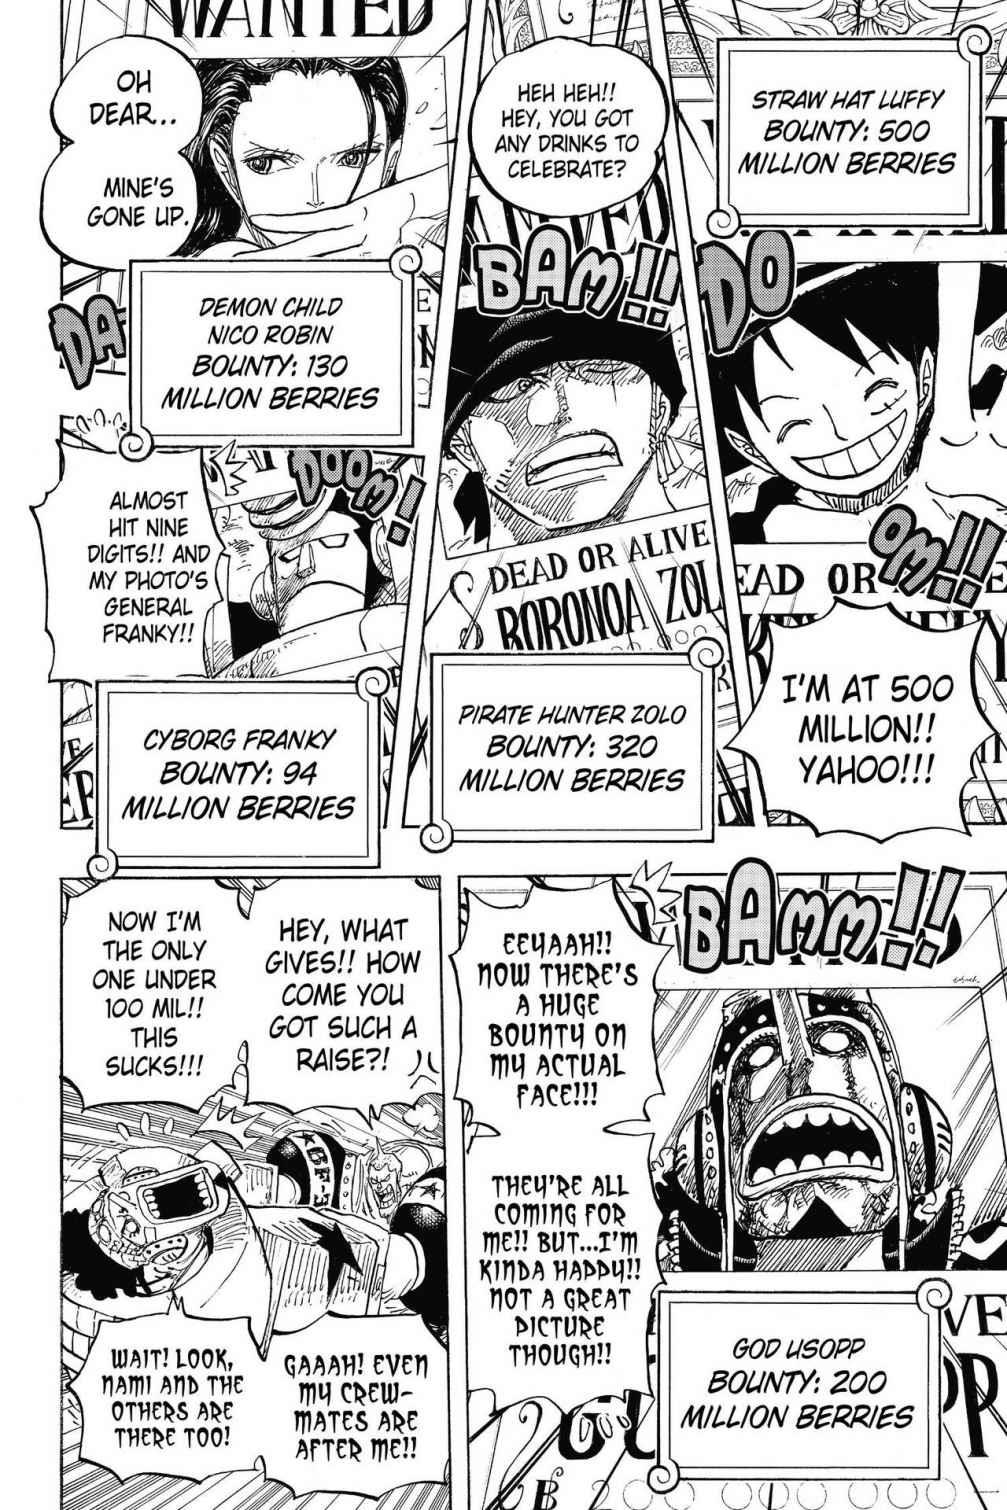 STRAW HAT LUFFY
BOUNTY: 500
MILLION BERRIES
DO
OM!!
DEAD OR
I'M AT 500
MILLION!!
YAHOO!!!
HEH HEH!!
HEY, YOU GOT
ANY DRINKS TO
CELEBRATE?
BAM!!
DEAD OR ALIVE
RORONOA ZOL
PIRATE HUNTER ZOLO
BOUNTY: 320
MILLION BERRIES
WANTED
OH
DEAR...
MINE'S
GONE UP.
DA-
DEMON CHILD
NICO ROBIN
BOUNTY: 130
MILLION BERRIES
DOOM!
ALMOST
HIT NINE
DIGITS!! AND
MY PHOTO'S
GENERAL
FRANKY!!
CYBORG FRANKY
BOUNTY: 94
MILLION BERRIES
BAMM!!
EEYAAH!!
NOW THERE'S
A HUGE
BOUNTY ON
MY ACTUAL
FACE!!!
THEY'RE ALL
COMING FOR
ME!! BUT...I'M
KINDA HAPPY!!
NOT A GREAT
PICTURE
THOUGH!!
GOD USOPP
BOUNTY: 200
MILLION BERRIES
HEY, WHAT
GIVES!! HOW
COME YOU
GOT SUCH A
RAISE?!
NOW I'M
THE ONLY
ONE UNDER
100 MIL!!
THIS
SUCKS!!!
GAAAH! EVEN
MY CREW-
MATES ARE
AFTER ME!!
WAIT! LOOK,
NAMI AND THE
OTHERS ARE
THERE TOO!